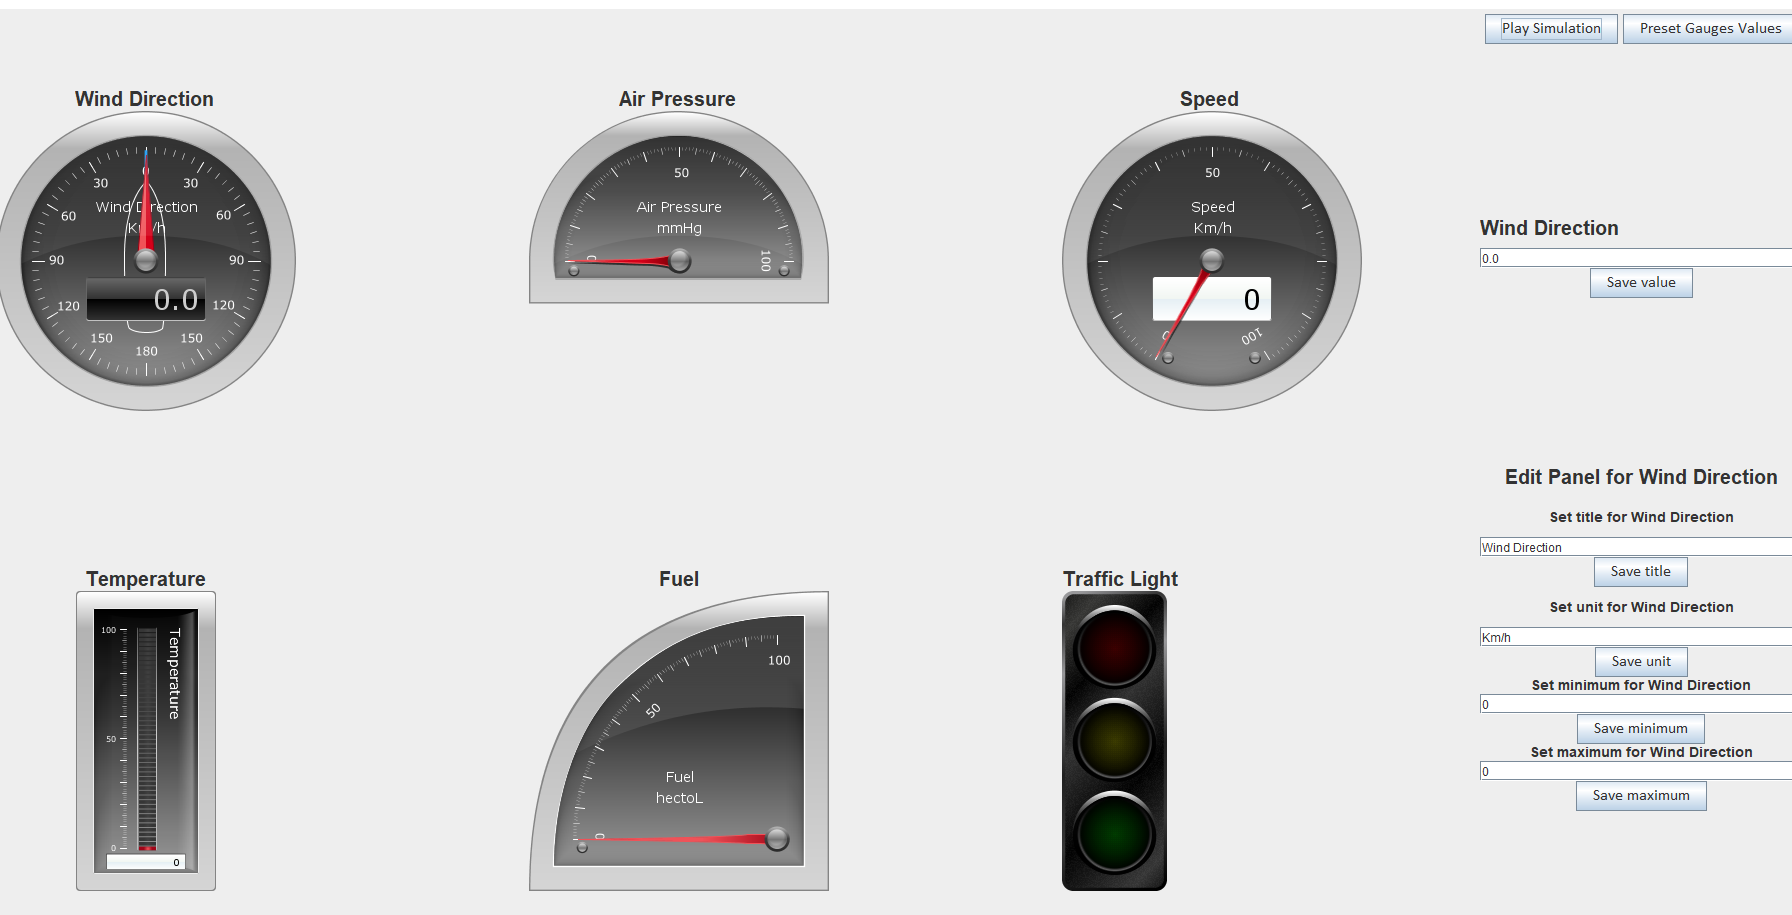 Play Simulation
Preset Gauges Values
Wind Direction
0
30
30
60
60
Wind Direction
Km/h
90
90
0.0
120
120
150
150
180
Air Pressure
50
Air Pressure
mmHg
0
100
Speed
50
Speed
Km/h
0
0
100
Wind Direction
0.0
Save value
Temperature
100
Temperature
50
0
0
Fuel
100
50
Fuel
hectoL
0
Traffic Light
Edit Panel for Wind Direction
Set title for Wind Direction
Wind Direction
Save title
Set unit for Wind Direction
Km/h
Save unit
Set minimum for Wind Direction
0
Save minimum
Set maximum for Wind Direction
0
Save maximum